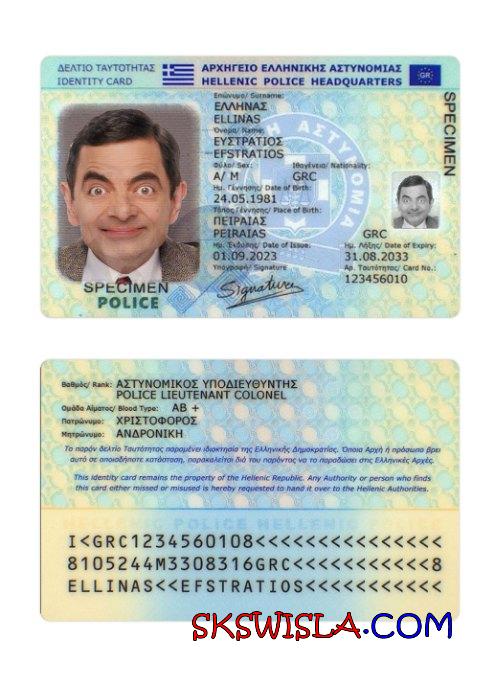 ΔΕΛΤΙΟ ΤΑΥΤΟΤΗΤΑΣ
IDENTITY CARD
ΑΡΧΗΓΕΙΟ ΕΛΛΗΝΙΚΗΣ ΑΣΤΥΝΟΜΙΑΣ
HELLENIC POLICE HEADQUARTERS
GR
Επώνυμο/ Surname:
ΕΛΛΗΝΑΣ
ELLINAS
Όνομα/ Name:
ΕΥΣΤΡΑΤΙΟΣ
EFSTRATIOS
Φύλο/ Sex: Ιθαγένεια/ Nationality:
Α/ M GRC
Ημ. Γέννησης/ Date of Birth:
24.05.1981
Τόπος Γέννησης/ Place of Birth:
ΠΕΙΡΑΙΑΣ
PEIRAIAS GRC
Ημ. Έκδοσης/ Date of Issue: Ημ. Λήξης/ Date of Expiry:
01.09.2023 31.08.2033
Υπογραφή/ Signature Αρ. Ταυτότητας/ Card No.:
Signature 123456010
SPECIMEN
POLICE
SPECIMEN
ΑΣΤΥΝΟΜΙΑ
Βαθμός/ Rank: ΑΣΤΥΝΟΜΙΚΟΣ ΥΠΟΔΙΕΥΘΥΝΤΗΣ
POLICE LIEUTENANT COLONEL
Ομάδα Αίματος/ Blood Type: AB +
Πατρώνυμο: ΧΡΙΣΤΟΦΟΡΟΣ
Μητρώνυμο: ΑΝΔΡΟΝΙΚΗ
Το παρόν δελτίο Ταυτότητας παραμένει ιδιοκτησία της Ελληνικής Δημοκρατίας. Όποια Αρχή ή πρόσωπο βρει
αυτό σε οποιαδήποτε κατάσταση, παρακαλείται διά του παρόντος να το παραδώσει στις Ελληνικές Αρχές.
This identity card remains the property of the Hellenic Republic. Any Authority or person who finds
this card either missed or misused is hereby requested to hand it over to the Hellenic Authorities.
POLICE HELLEN
I<GRC1234560108<<<<<<<<<<<<<<<
8105244M3308316GRC<<<<<<<<<<<8
ELLINAS<<EFSTRATIOS<<<<<<<<<<<
SKSWISLA.COM